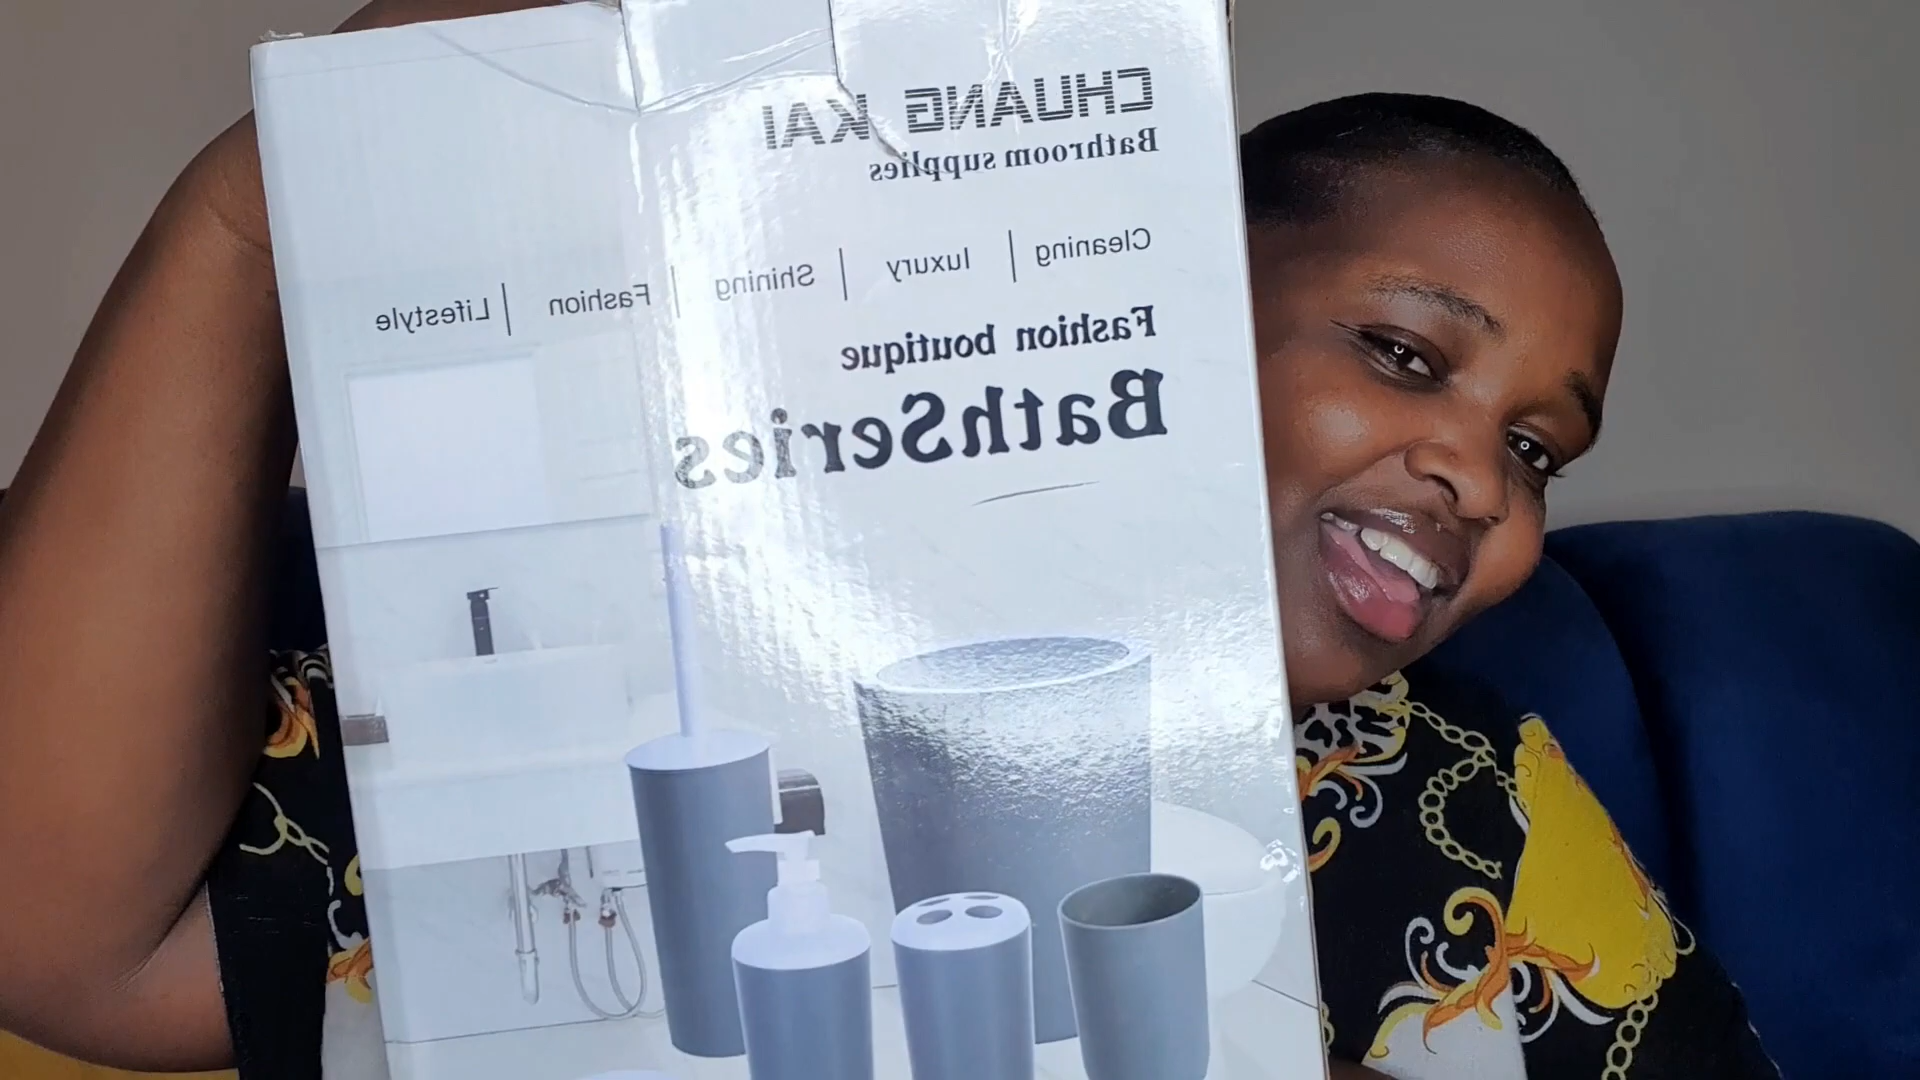 CHUANG KAI
Bathroom supplies
Cleaning | luxury | Shining | Fashion | Lifestyle
Fashion boutique
BathSeries